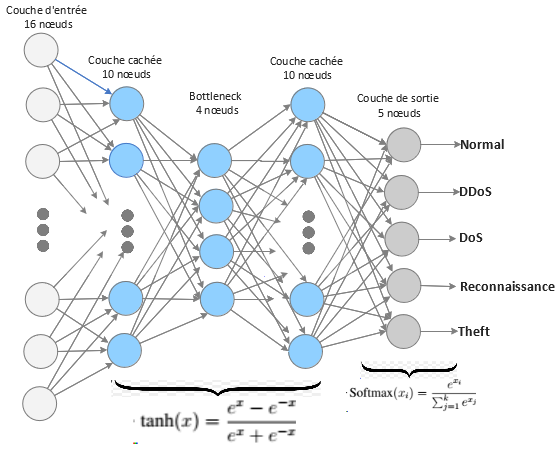 Couche d'entrée
16 nœuds
Couche cachée
10 nœuds
Bottleneck
4 nœuds
Couche cachée
10 nœuds
Couche de sortie
5 nœuds
Normal
DDoS
DoS
Reconnaissance
Theft
tanh(x) = \frac{e^x - e^{-x}}{e^x + e^{-x}}
Softmax(x_i) = \frac{e^{x_i}}{\sum_{j=1}^{k} e^{x_j}}